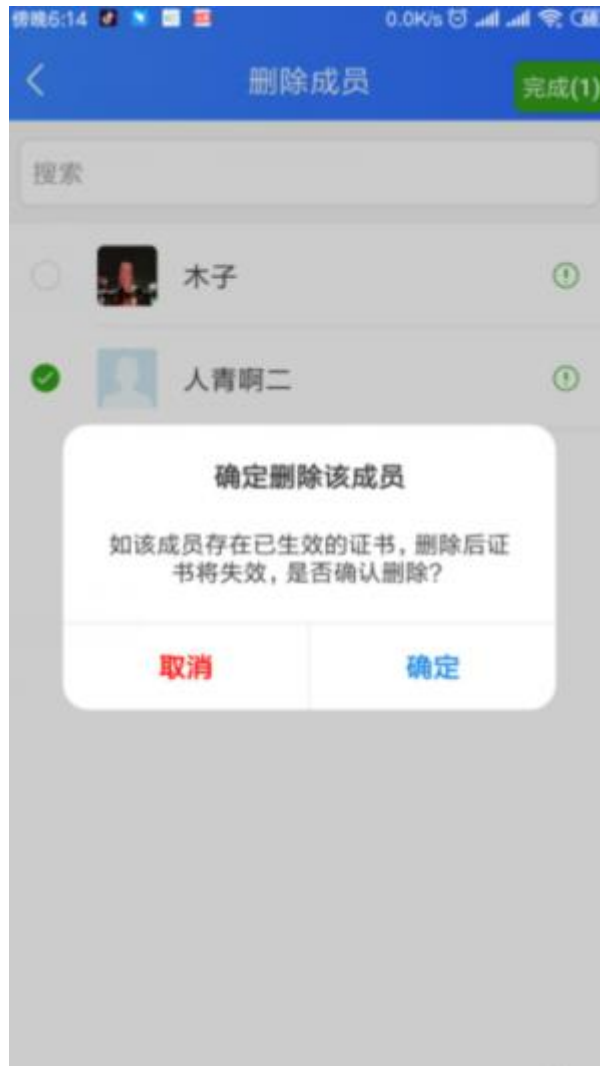 傍晚6:14
0.0K/s
删除成员
完成(1)
搜索
木子
人青啊二
确定删除该成员
如该成员存在已生效的证书，删除后证
书将失效，是否确认删除？
取消
确定